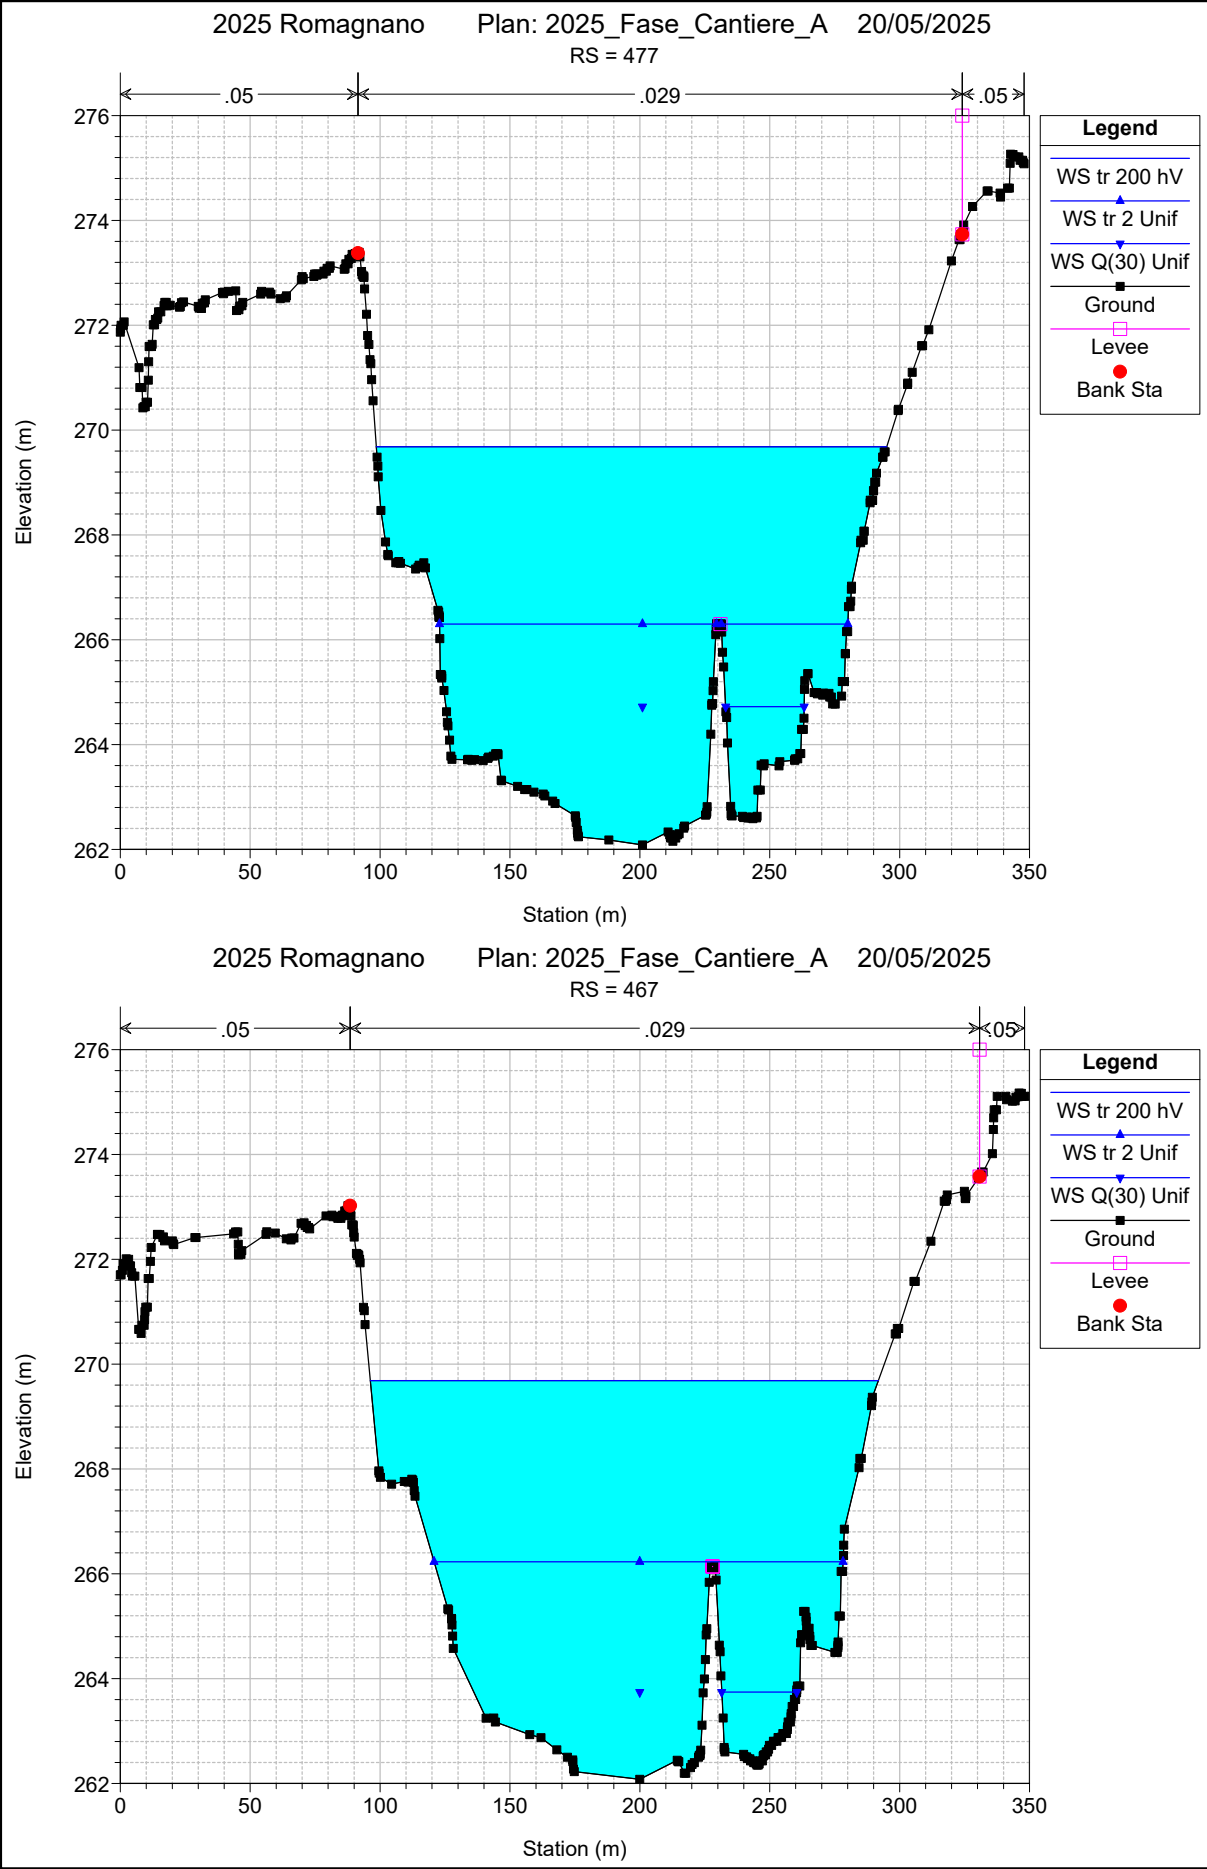 2025 Romagnano Plan: 2025_Fase_Cantiere_A 20/05/2025
RS = 477
.05 .029 .05
Legend
WS tr 200 hV
WS tr 2 Unif
WS Q(30) Unif
Ground
Levee
Bank Sta
276
274
272
270
268
266
264
262
Elevation (m)
0 50 100 150 200 250 300 350
Station (m)
2025 Romagnano Plan: 2025_Fase_Cantiere_A 20/05/2025
RS = 467
.05 .029 .05
Legend
WS tr 200 hV
WS tr 2 Unif
WS Q(30) Unif
Ground
Levee
Bank Sta
276
274
272
270
268
266
264
262
Elevation (m)
0 50 100 150 200 250 300 350
Station (m)